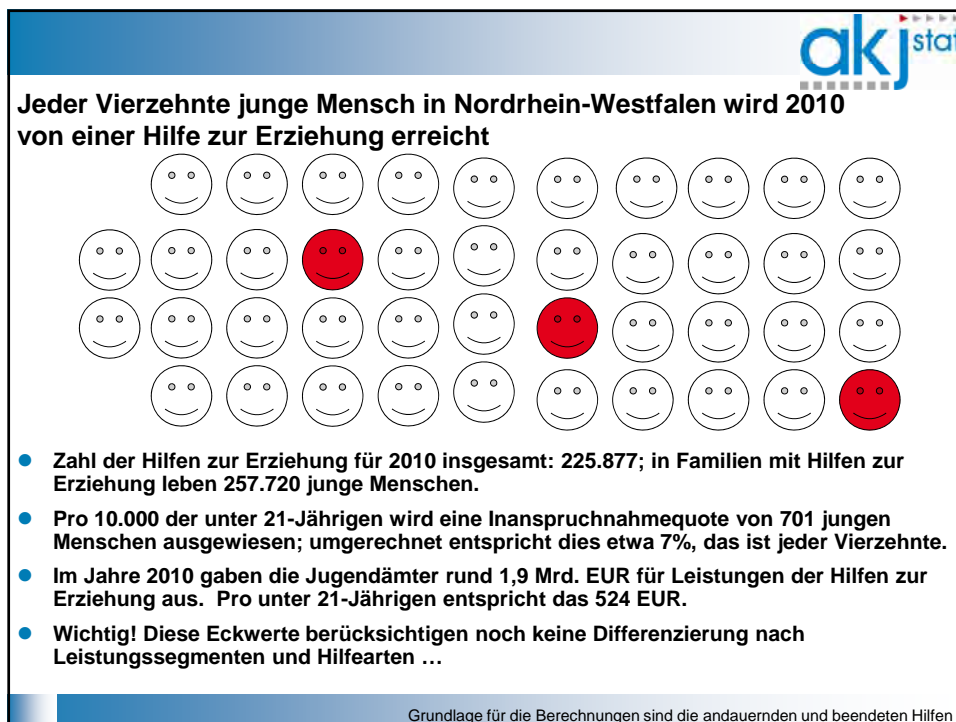 akj stat
Jeder Vierzehnte junge Mensch in Nordrhein-Westfalen wird 2010
von einer Hilfe zur Erziehung erreicht
Zahl der Hilfen zur Erziehung für 2010 insgesamt: 225.877; in Familien mit Hilfen zur
Erziehung leben 257.720 junge Menschen.
Pro 10.000 der unter 21-Jährigen wird eine Inanspruchnahmequote von 701 jungen
Menschen ausgewiesen; umgerechnet entspricht dies etwa 7%, das ist jeder Vierzehnte.
Im Jahre 2010 gaben die Jugendämter rund 1,9 Mrd. EUR für Leistungen der Hilfen zur
Erziehung aus. Pro unter 21-Jährigen entspricht das 524 EUR.
Wichtig! Diese Eckwerte berücksichtigen noch keine Differenzierung nach
Leistungssegmenten und Hilfearten …
Grundlage für die Berechnungen sind die andauernden und beendeten Hilfen